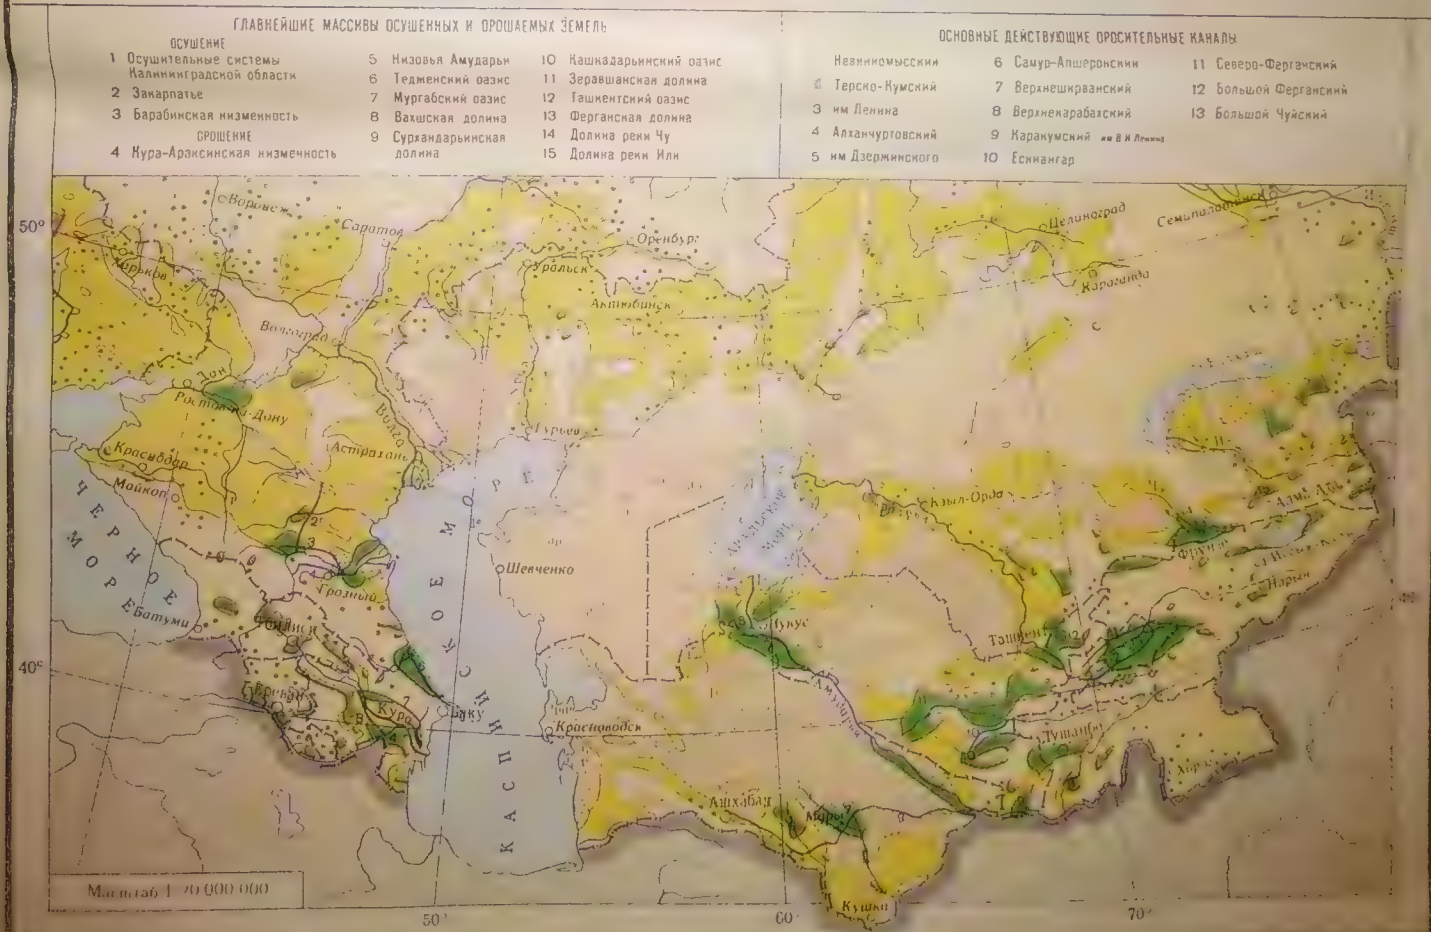 ГЛАВНЕЙШИЕ МАССИВЫ ОСУШЕННЫХ И ОРОШАЕМЫХ ЗЕМЕЛЬ
ОСУШЕНИЕ
1 Осушительные системы
Калининградской области
2 Закарпатье
3 Барабинская низменность
ОРОШЕНИЕ
4 Кура-Араксинская низменность
5 Низовья Амударьи
6 Тедженский оазис
7 Мургабский оазис
8 Вахшская долина
9 Сурхандарьинская
долина
10 Кашкадарьинский оазис
11 Зеравшанская долина
12 Ташкентский оазис
13 Ферганская долина
14 Долина реки Чу
15 Долина реки Или
ОСНОВНЫЕ ДЕЙСТВУЮЩИЕ ОРОСИТЕЛЬНЫЕ КАНАЛЫ
Невинномысский
Терско-Кумский
3 им Ленина
4 Алханчуртовский
5 им Дзержинского
6 Самур-Апшеронский
7 Верхнеширванский
8 Верхнекарабахский
9 Каракумский им В И Ленина
10 Ескиангар
11 Северо-Ферганский
12 Большой Ферганский
13 Большой Чуйский
50°
Воронеж
Саратов
Оренбург
Целиноград
Семипалатинск
Харьков
Уральск
Караганда
Актюбинск
Волгоград
Дон
Ростов-на-Дону
Волга
Гурьев
Краснодар
Астрахань
Майкоп
Кзыл-Орда
Алма-Ата
ЧЕРНОЕ
МОРЕ
КАСПИЙСКОЕ МОРЕ
АРАЛЬСКОЕ
МОРЕ
Шевченко
Фрунзе
Нарын
Грозный
Батуми
Тбилиси
Нукус
Ташкент
40°
Ереван
Кура
Баку
Амударья
Красноводск
Душанбе
Хорог
Ашхабад
Мары
Кушка
Масштаб 1 20 000 000
50°
60°
70°